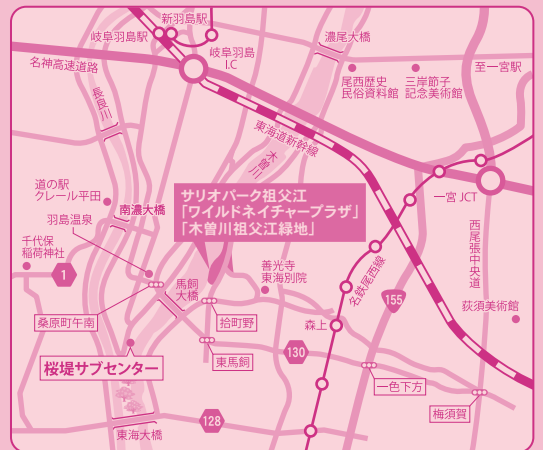 新羽島駅
岐阜羽島駅
岐阜羽島
I.C
濃尾大橋
名神高速道路
長良川
尾西歴史
民俗資料館
三岸節子
記念美術館
至一宮駅
東海道新幹線
木曽川
道の駅
クレール平田
南濃大橋
羽島温泉
サリオパーク祖父江
「ワイルドネイチャープラザ」
「木曽川祖父江緑地」
一宮 JCT
千代保
稲荷神社
1
馬飼
大橋
善光寺
東海別院
名鉄尾西線
西尾張中央道
155
荻須美術館
桑原町午南
拾町野
森上
東馬飼
130
桜堤サブセンター
一色下方
梅須賀
128
東海大橋